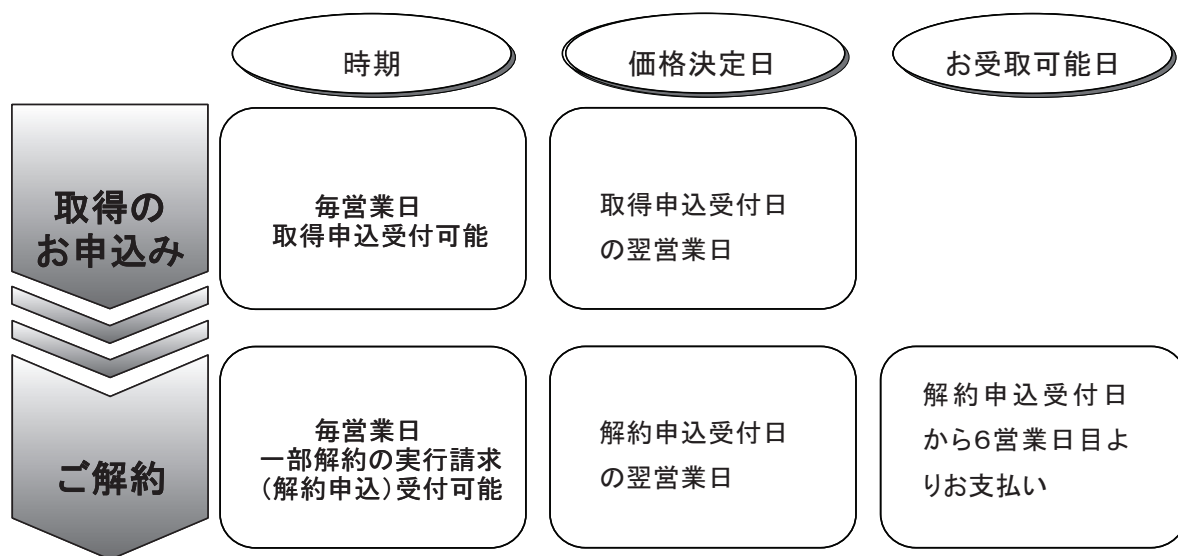 時期
価格決定日
お受取可能日
取得の
お申込み
毎営業日
取得申込受付可能
取得申込受付日
の翌営業日
ご解約
毎営業日
一部解約の実行請求
(解約申込)受付可能
解約申込受付日
の翌営業日
解約申込受付日
から6営業日目よ
りお支払い